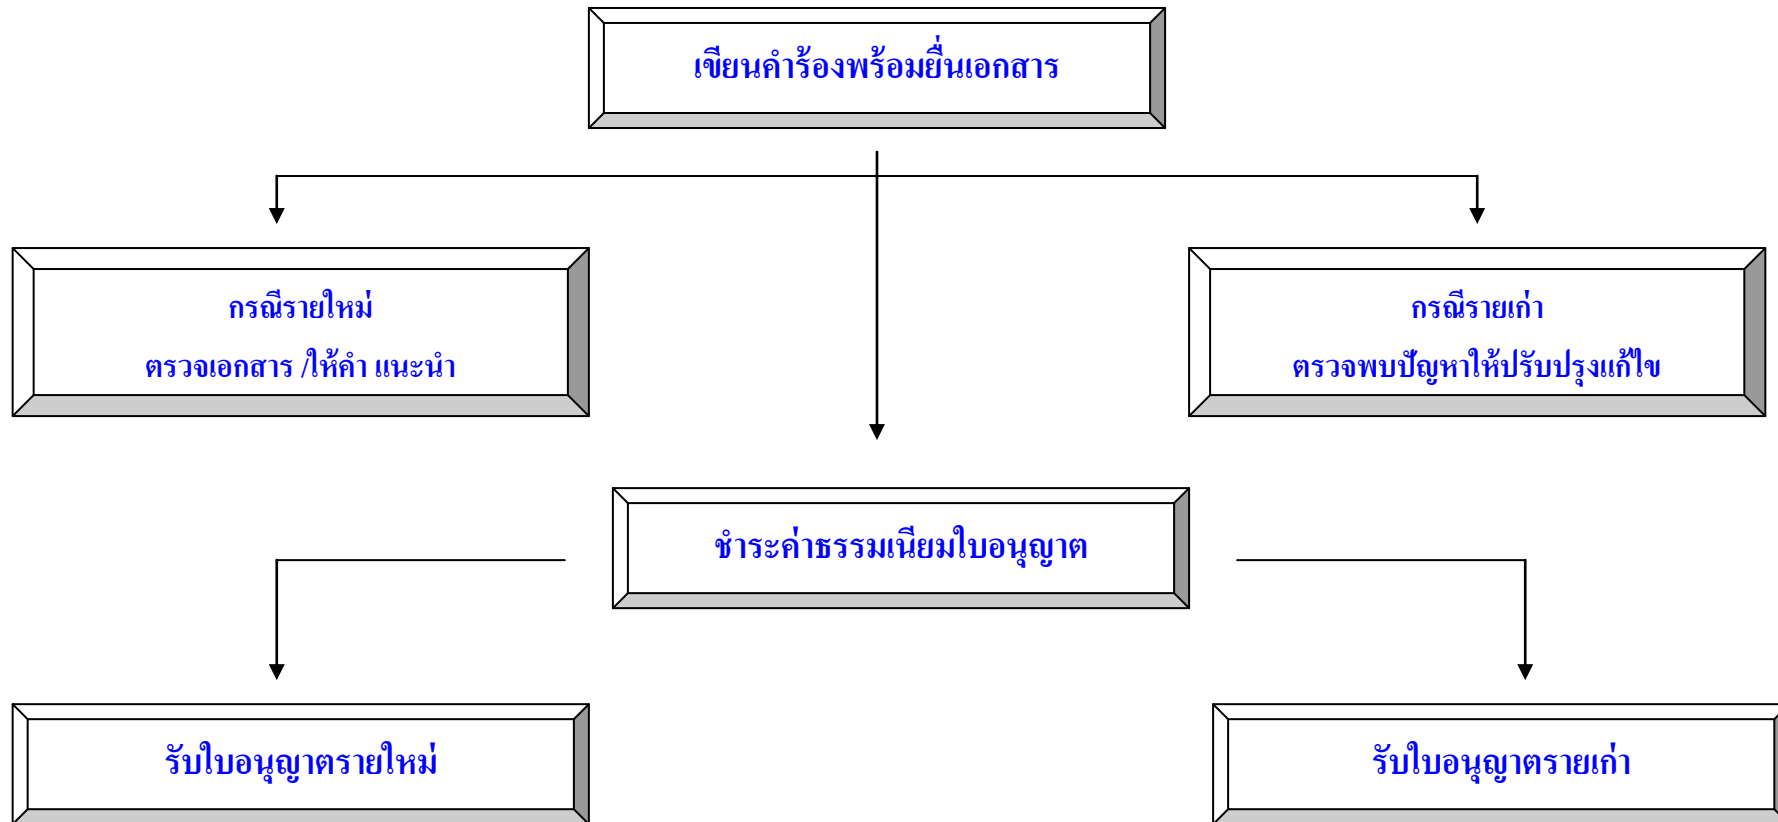 เขียนคำร้องพร้อมยื่นเอกสาร
กรณีรายใหม่
ตรวจเอกสาร /ให้คำ แนะนำ
กรณีรายเก่า
ตรวจพบปัญหาให้ปรับปรุงแก้ไข
ชำระค่าธรรมเนียมใบอนุญาต
รับใบอนุญาตรายใหม่
รับใบอนุญาตรายเก่า